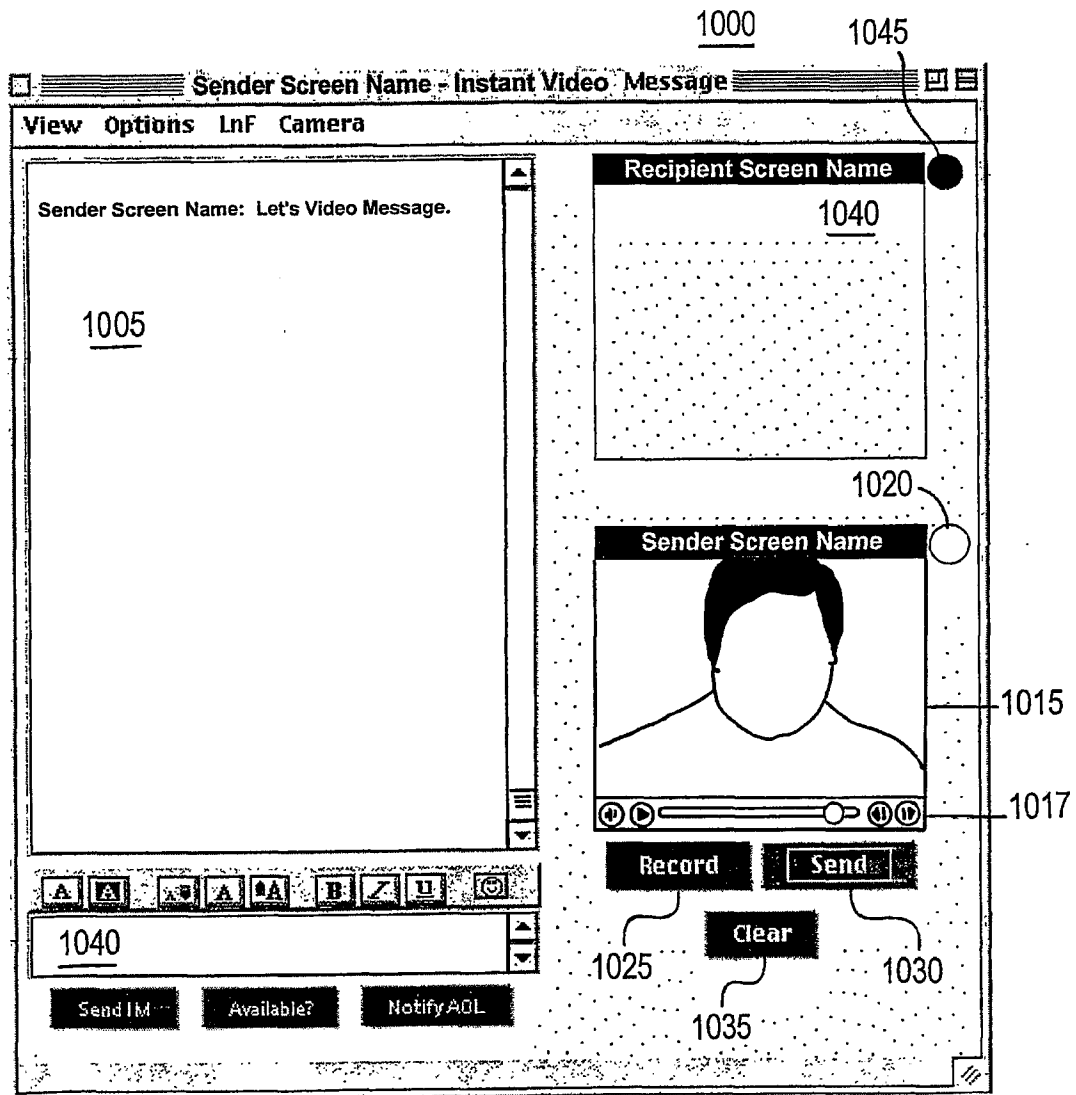 1000
1045
Sender Screen Name - Instant Video Message
View Options LnF Camera
Recipient Screen Name
1040
Sender Screen Name: Let's Video Message.
1005
1020
Sender Screen Name
1015
1017
Record Send
A A A A A B I U
1040
Clear
1025
1030
Send IM Available? Notify AOL
1035